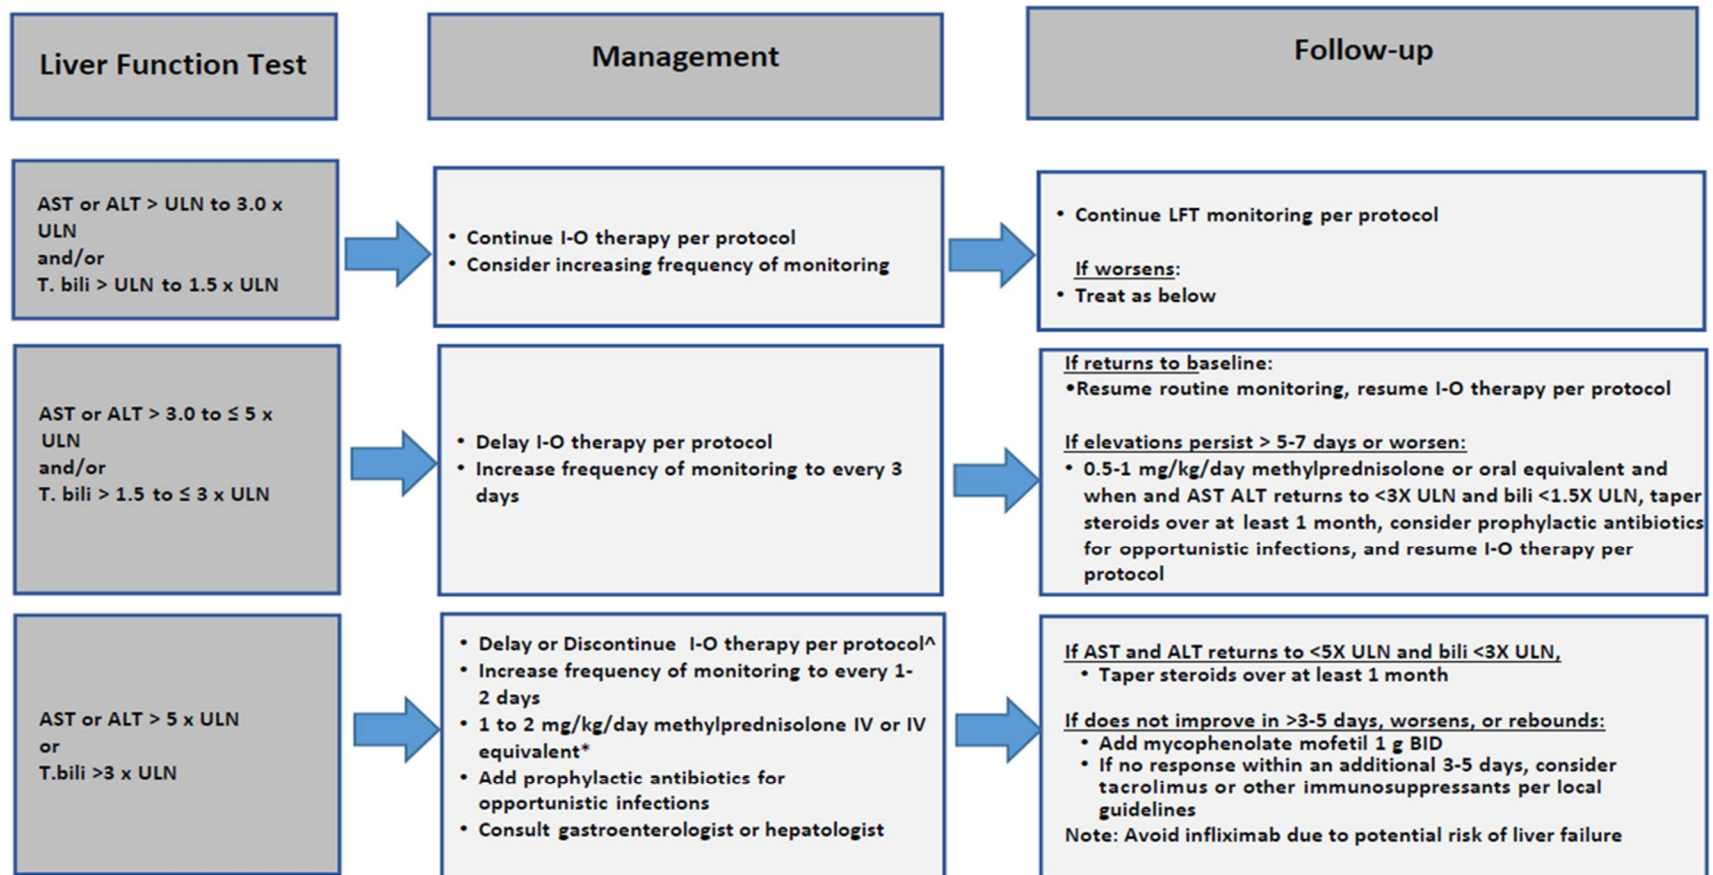 Liver Function Test
Management
Follow-up
AST or ALT > ULN to 3.0 x
ULN
and/or
T. bili > ULN to 1.5 x ULN
• Continue I-O therapy per protocol
• Consider increasing frequency of monitoring
• Continue LFT monitoring per protocol
If worsens:
• Treat as below
AST or ALT > 3.0 to ≤ 5 x
ULN
and/or
T. bili > 1.5 to ≤ 3 x ULN
• Delay I-O therapy per protocol
• Increase frequency of monitoring to every 3
days
If returns to baseline:
•Resume routine monitoring, resume I-O therapy per protocol
If elevations persist > 5-7 days or worsen:
• 0.5-1 mg/kg/day methylprednisolone or oral equivalent and
when and AST ALT returns to <3X ULN and bili <1.5X ULN, taper
steroids over at least 1 month, consider prophylactic antibiotics
for opportunistic infections, and resume I-O therapy per
protocol
AST or ALT > 5 x ULN
or
T.bili >3 x ULN
• Delay or Discontinue I-O therapy per protocol^
• Increase frequency of monitoring to every 1-
2 days
• 1 to 2 mg/kg/day methylprednisolone IV or IV
equivalent*
• Add prophylactic antibiotics for
opportunistic infections
• Consult gastroenterologist or hepatologist
If AST and ALT returns to <5X ULN and bili <3X ULN,
• Taper steroids over at least 1 month
If does not improve in >3-5 days, worsens, or rebounds:
• Add mycophenolate mofetil 1 g BID
• If no response within an additional 3-5 days, consider
tacrolimus or other immunosuppressants per local
guidelines
Note: Avoid infliximab due to potential risk of liver failure